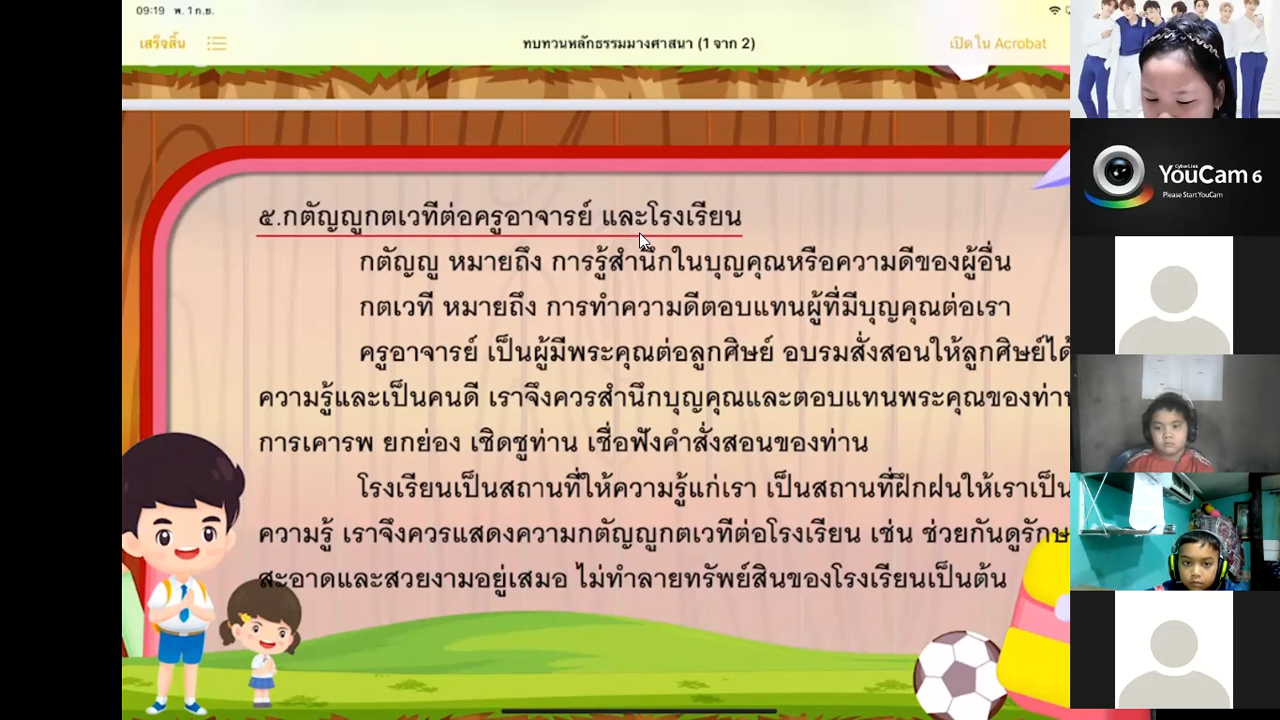 09:19 พ. 1 ก.ย.
เสร็จสิ้น
ทบทวนหลักธรรมมางศาสนา (1 จาก 2)
เปิดใน Acrobat
๕.กตัญญูกตเวทีต่อครูอาจารย์ และโรงเรียน
กตัญญู หมายถึง การรู้สำนึกในบุญคุณหรือความดีของผู้อื่น
กตเวที หมายถึง การทำความดีตอบแทนผู้ที่มีบุญคุณต่อเรา
ครูอาจารย์ เป็นผู้มีพระคุณต่อลูกศิษย์ อบรมสั่งสอนให้ลูกศิษย์ได้
ความรู้และเป็นคนดี เราจึงควรสำนึกบุญคุณและตอบแทนพระคุณของท่าน
การเคารพ ยกย่อง เชิดชูท่าน เชื่อฟังคำสั่งสอนของท่าน
โรงเรียนเป็นสถานที่ให้ความรู้แก่เรา เป็นสถานที่ฝึกฝนให้เราเป็น
ความรู้ เราจึงควรแสดงความกตัญญูกตเวทีต่อโรงเรียน เช่น ช่วยกันดูรักษ
สะอาดและสวยงามอยู่เสมอ ไม่ทำลายทรัพย์สินของโรงเรียนเป็นต้น
CyberLink
YouCam 6
Please Start YouCam